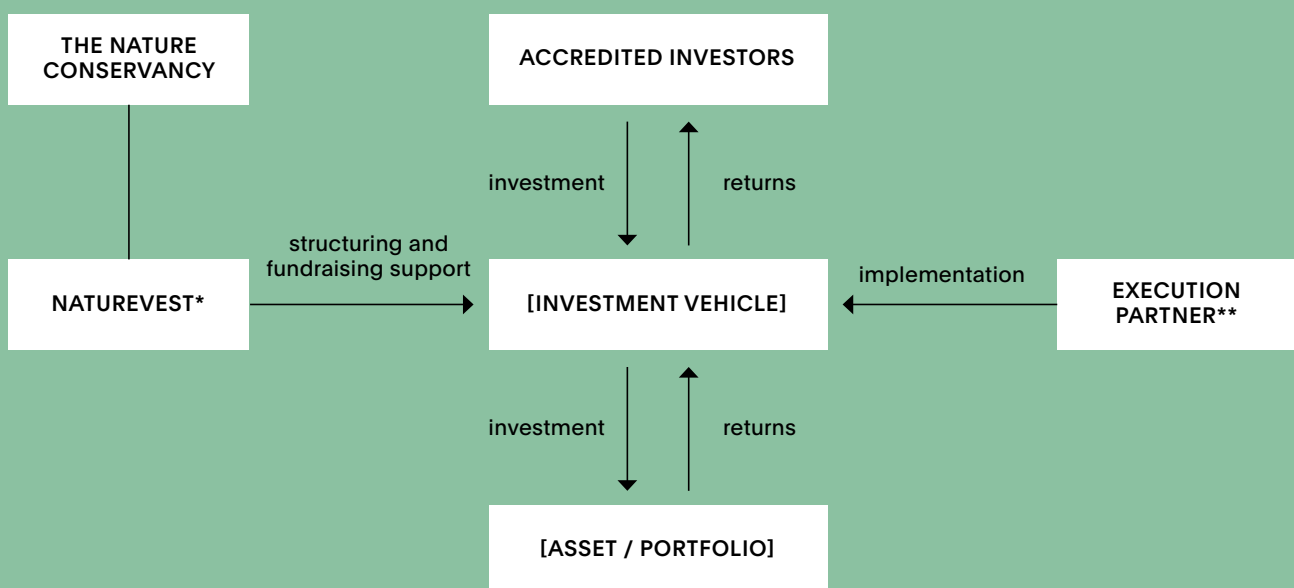 THE NATURE
CONSERVANCY
ACCREDITED INVESTORS
investment
returns
structuring and
fundraising support
implementation
NATUREVEST*
[INVESTMENT VEHICLE]
EXECUTION
PARTNER**
investment
returns
[ASSET / PORTFOLIO]